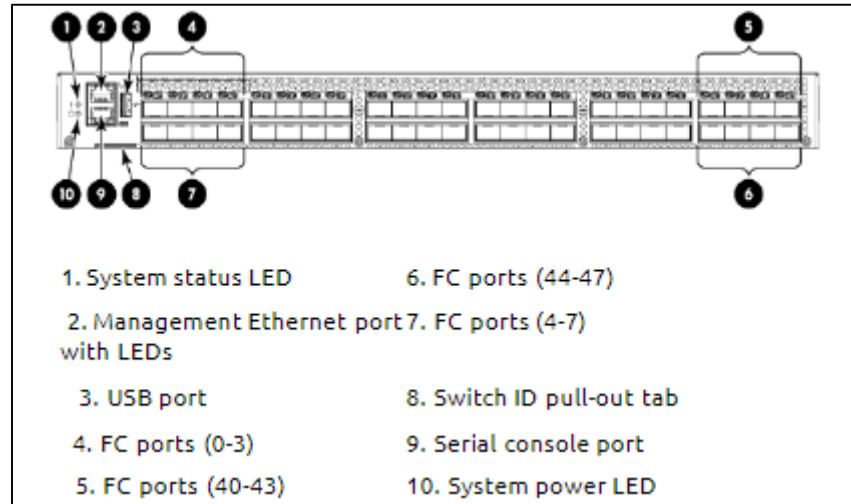 1 2 3 4 5
10 9 8 7 6
1. System status LED
2. Management Ethernet port
with LEDs
3. USB port
4. FC ports (0-3)
5. FC ports (40-43)
6. FC ports (44-47)
7. FC ports (4-7)
8. Switch ID pull-out tab
9. Serial console port
10. System power LED